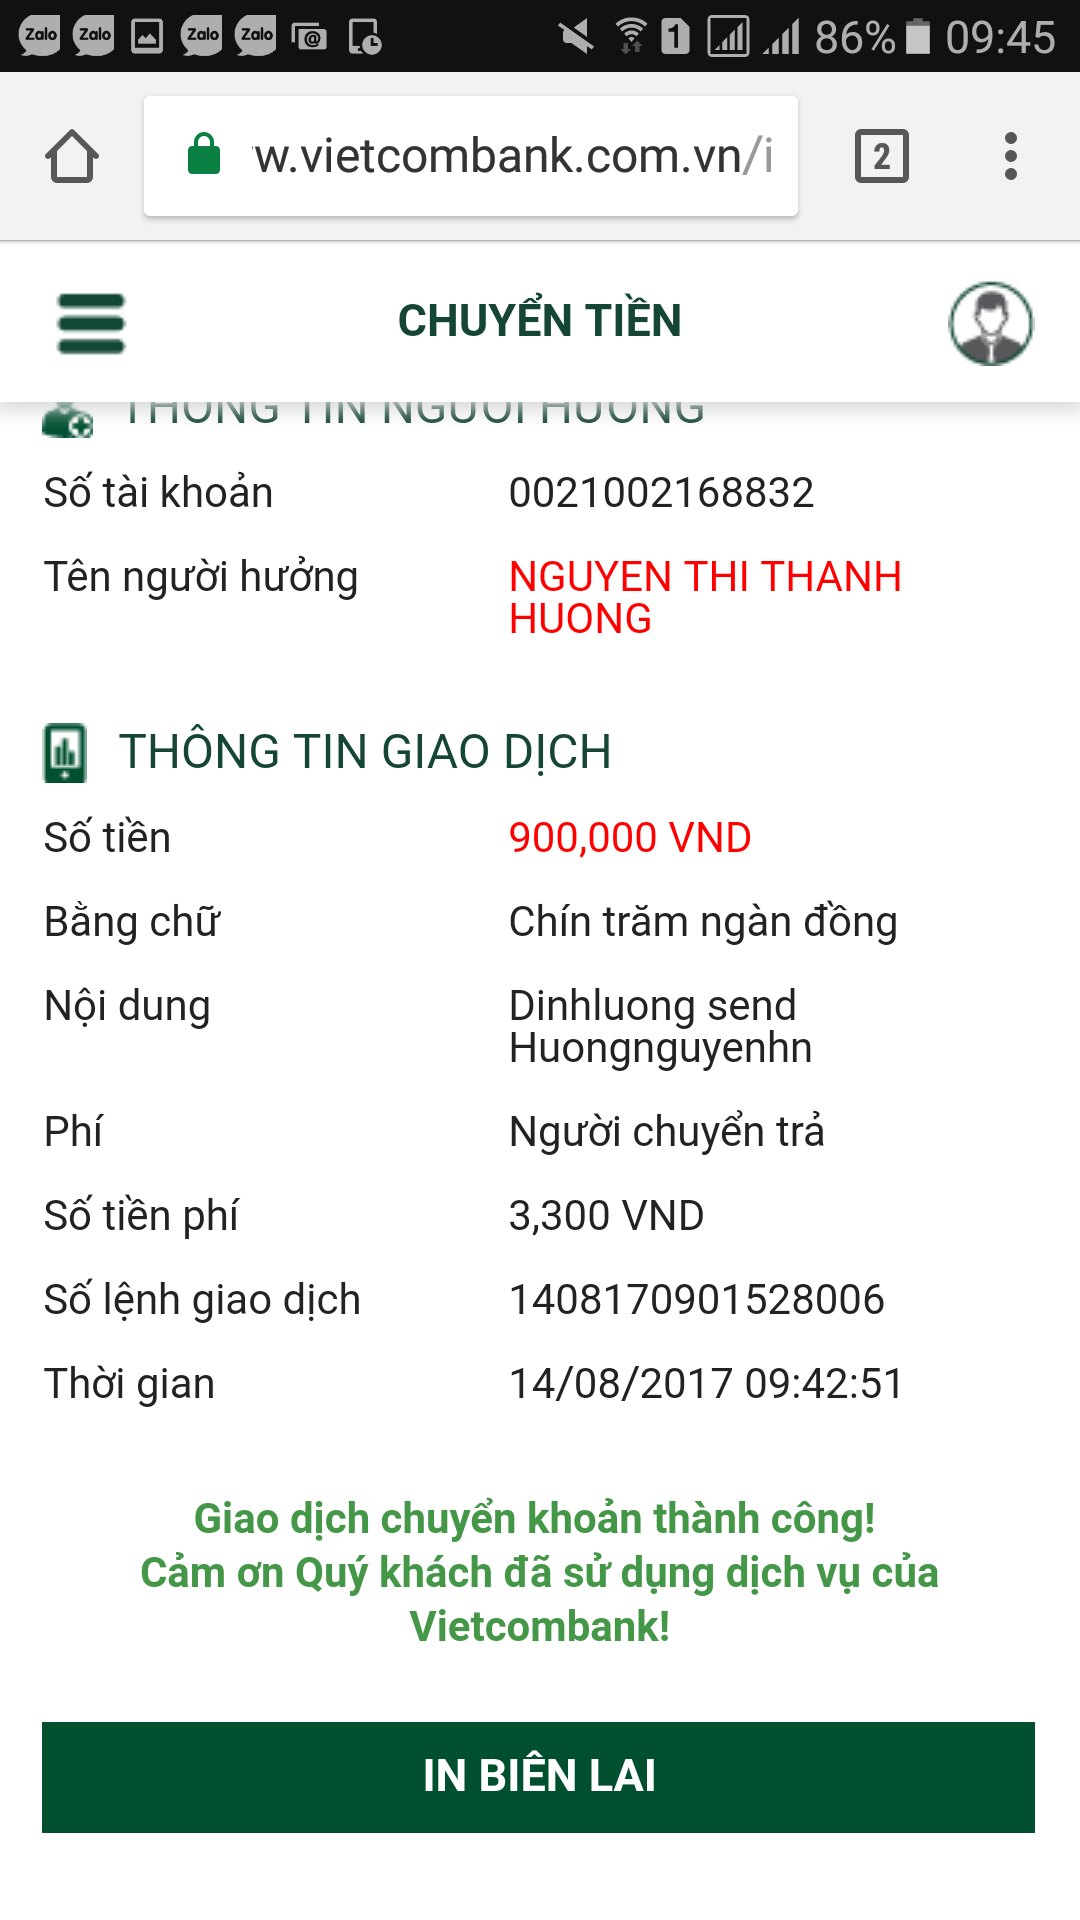 Zalo Zalo Zalo Zalo @ 1 86% 09:45
w.vietcombank.com.vn/i 2
CHUYỂN TIỀN
THÔNG TIN NGƯỜI HƯỞNG
Số tài khoản 0021002168832
Tên người hưởng NGUYEN THI THANH
HUONG
THÔNG TIN GIAO DỊCH
Số tiền 900,000 VND
Bằng chữ Chín trăm ngàn đồng
Nội dung Dinhluong send
Huongnguyenhn
Phí Người chuyển trả
Số tiền phí 3,300 VND
Số lệnh giao dịch 1408170901528006
Thời gian 14/08/2017 09:42:51
Giao dịch chuyển khoản thành công!
Cảm ơn Quý khách đã sử dụng dịch vụ của
Vietcombank!
IN BIÊN LAI